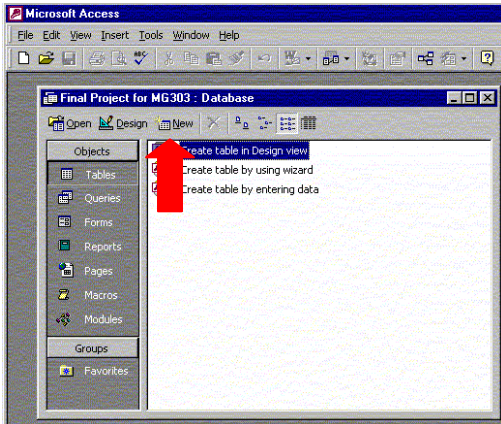 Microsoft Access
File Edit View Insert Tools Window Help
Final Project for MG303 : Database
Open Design New
Objects
Tables
Queries
Forms
Reports
Pages
Macros
Modules
Groups
Favorites
Create table in Design view
Create table by using wizard
Create table by entering data